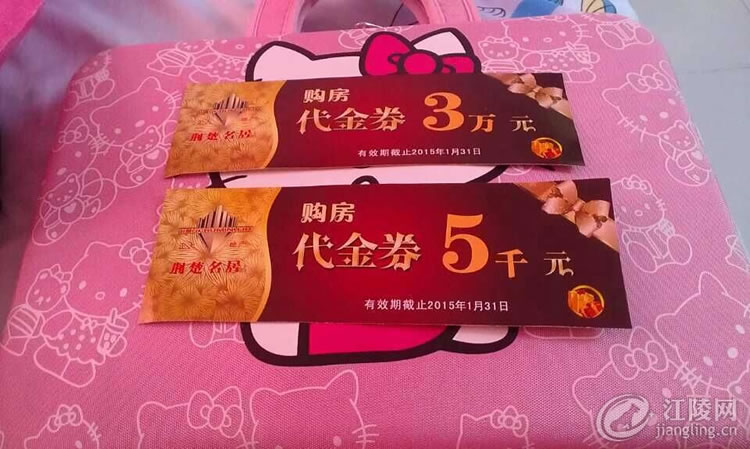 购房
代金券 3万 元
荆楚名居
有效期截止2015年1月31日
购房
代金券 5千 元
荆楚名居
有效期截止2015年1月31日
江陵网
jiangling.cn